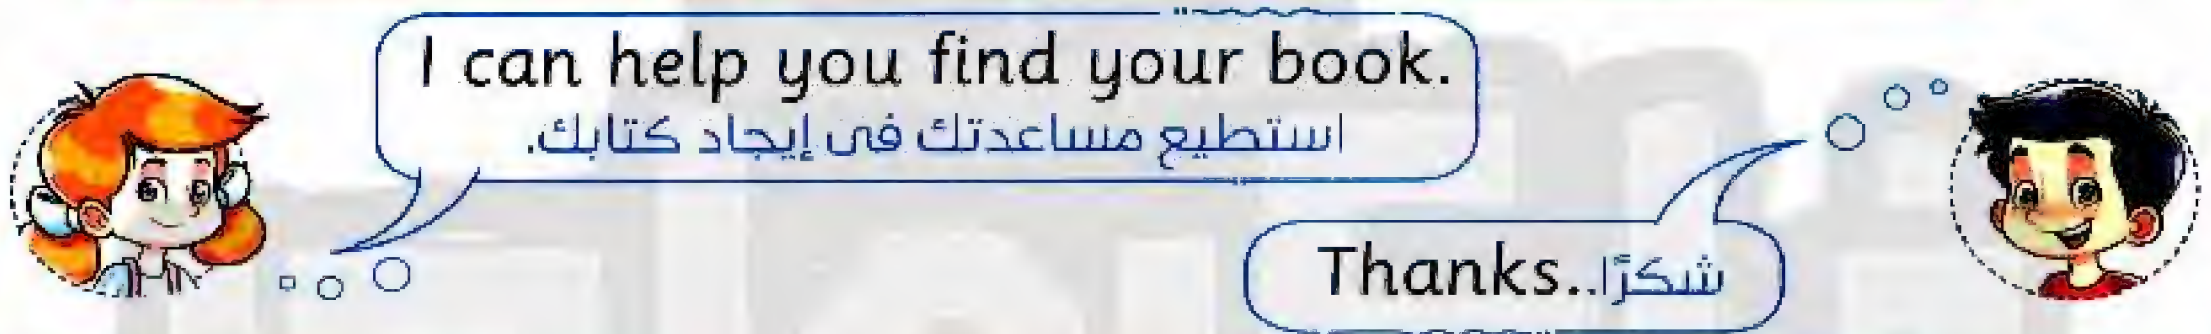 I can help you find your book.
استطيع مساعدتك فى إيجاد كتابك.
Thanks..شكرًا